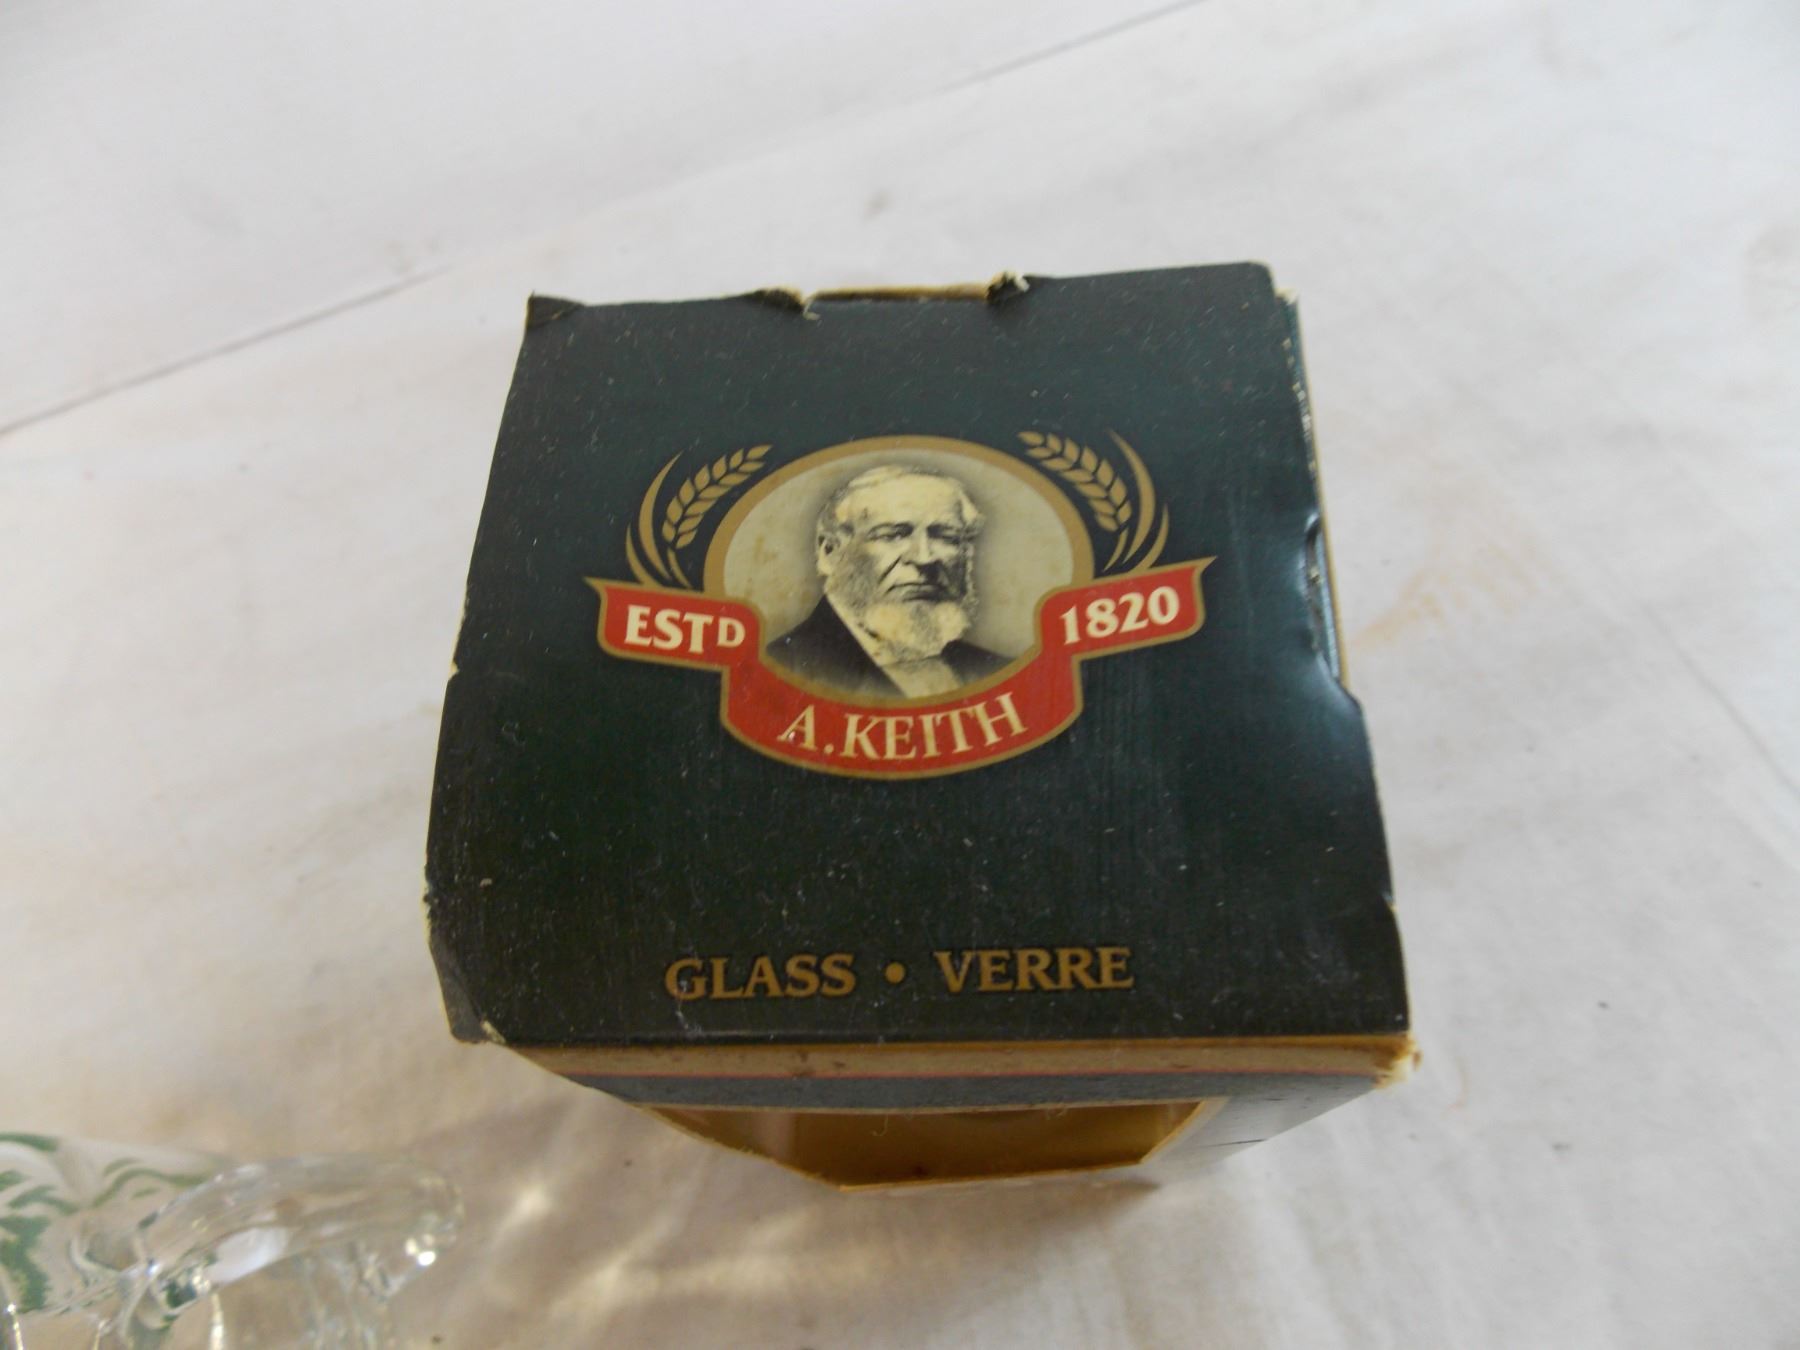 ESTD 1820
A. KEITH
GLASS • VERRE